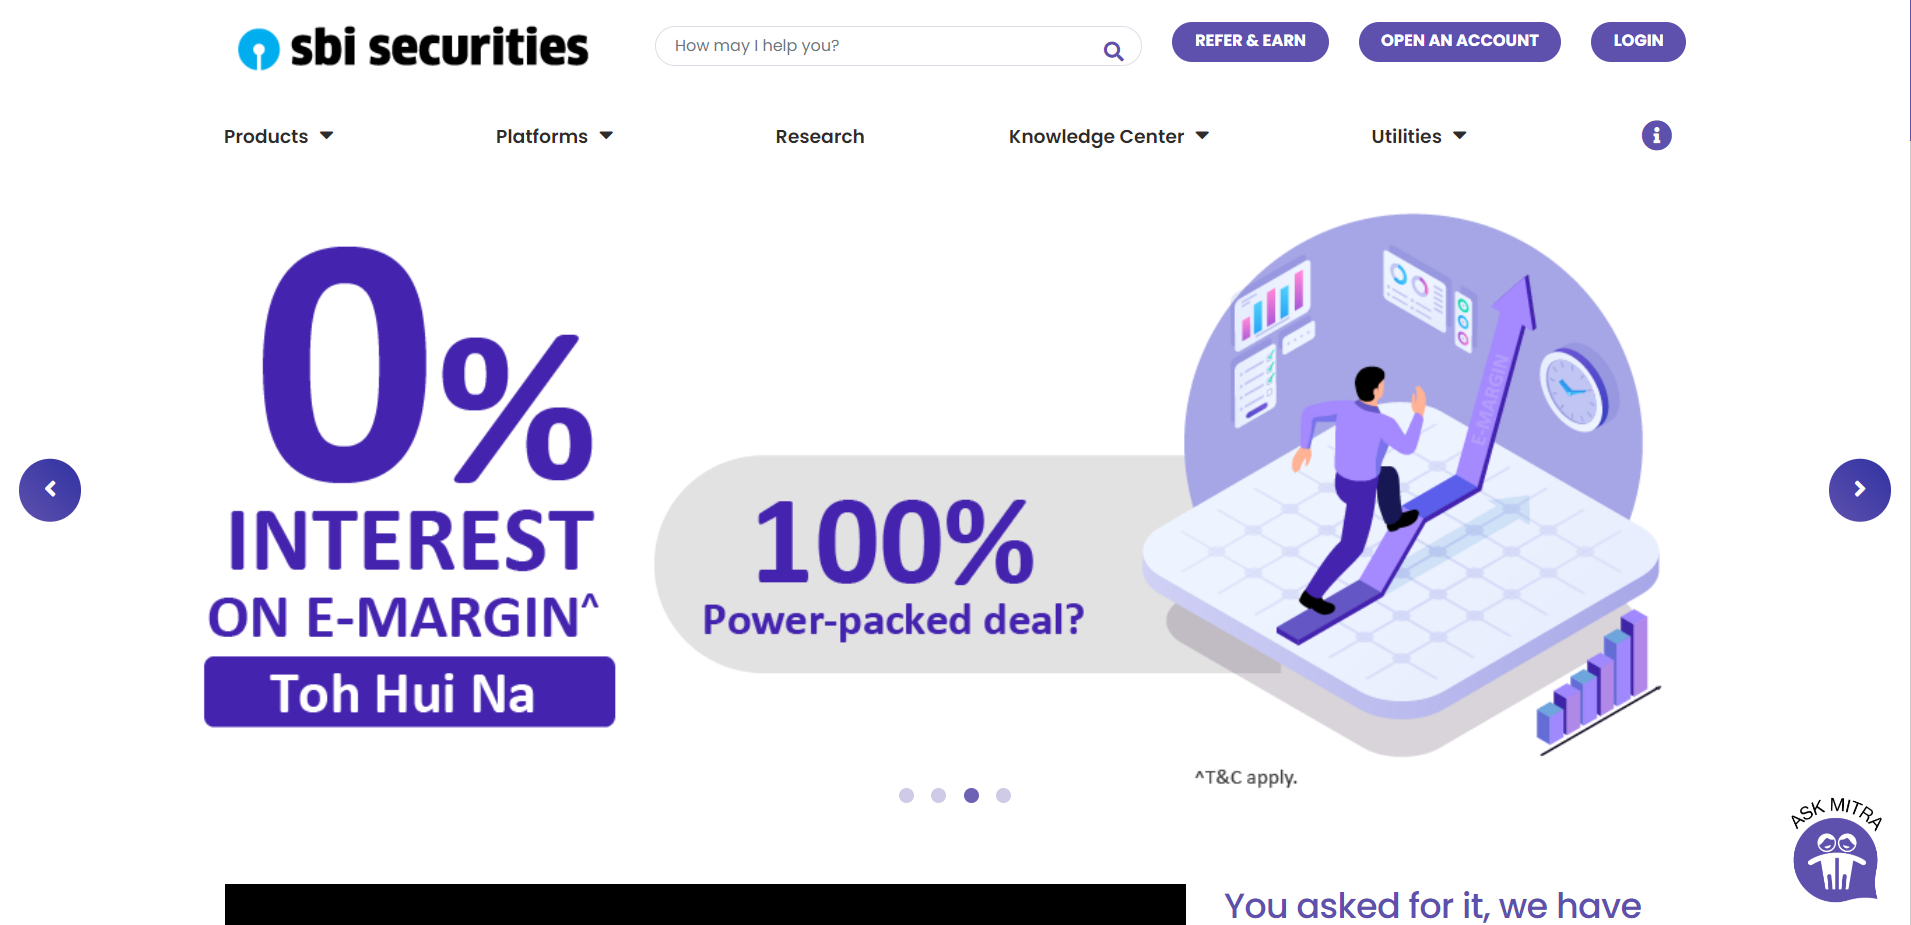 sbi securities
How may I help you?
REFER & EARN
OPEN AN ACCOUNT
LOGIN
Products
Platforms
Research
Knowledge Center
Utilities
0%
INTEREST
ON E-MARGIN^
Toh Hui Na
100%
Power-packed deal?
E-MARGIN
^T&C apply.
ASK MITRA
You asked for it, we have